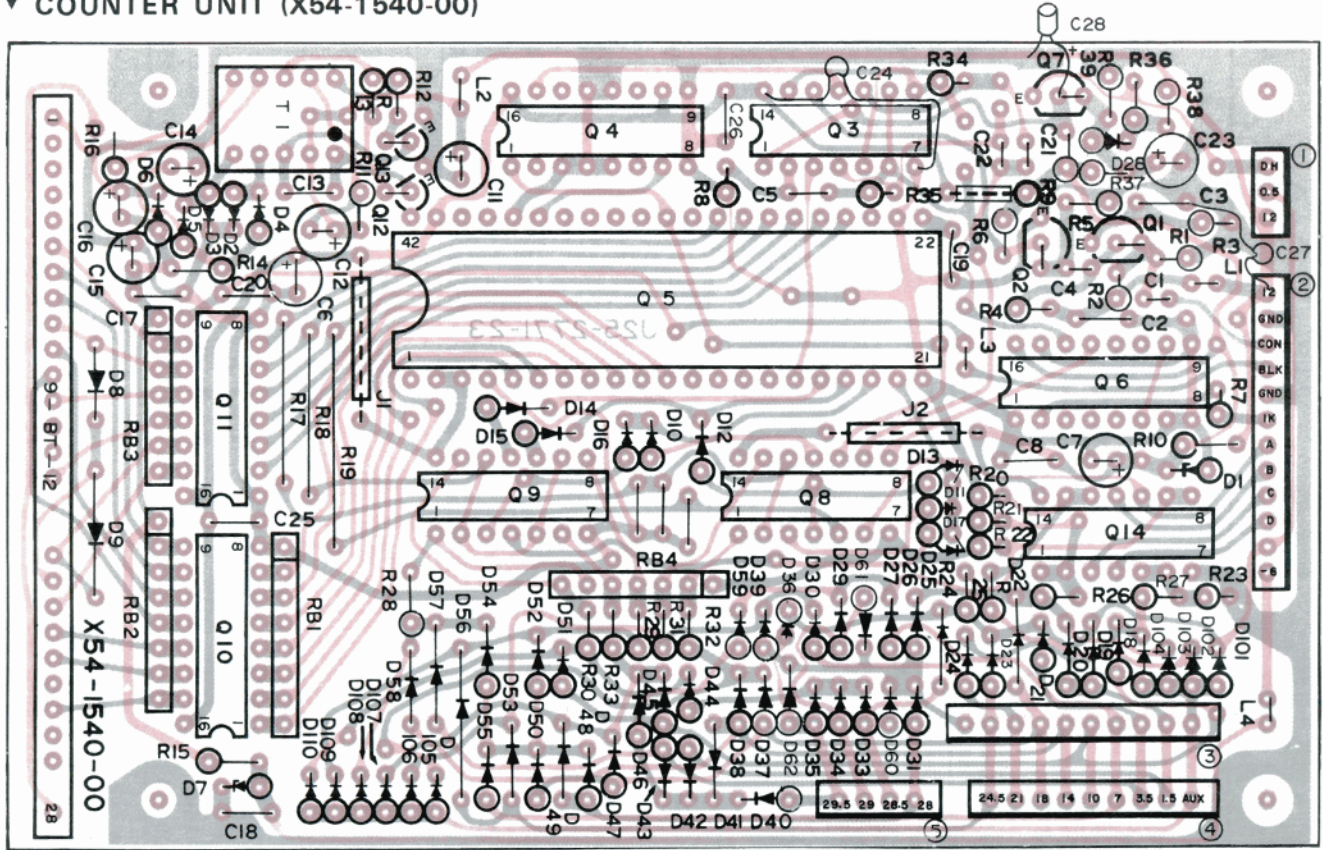 ▼ COUNTER UNIT (X54-1540-00)
C28
R34 Q7 R39 R36
C24
L2 R12 R13 T1
E
R38
16 9 14 8
Q4 C26 Q3
1 8 7
R16 C14 R11 Q13 E C11 C22 C21 D28 C23
D6 R37
1
DH
0.5
12
R8 C5 R35 R9 C3
C13 Q12
D5 D3 D2 D4
C16 R6 E R5 E Q1 R1 R3 C27
L1
42 22
C19
R14 C20 C12
C15 C6 Q5 Q2 C4 R2 C1
2
12
R4 C2 GND
C17 J25-2771-23
9 8 L3 CON
1 21 16 9 BLK
D8 Q6
Q11 J1 1 8 GND
R7 1K
D14 J2
D15 D16 D10 D12 C8 C7 R10 A
9-BT-12 RB3 R17 R18 R19 D13 B
D1
14 8 14 8 R20 C
Q9 Q8 D11
16 1 1 7 1 7 R21 14 8 D
C25 D17 R22 Q14
D9 9 8 1 7
RB4 -6
R28 D57 D56 D54 D52 D51 R29 R31 R32 D59 D39 D36 D30 D29 D61 D27 D26 D25 R24 D22 R26 R27 R23
RB2 Q10 RB1
X54-1540-00
D58 D24 D23 D21 D20 D18 D104 D103 D102 D101
D108 D107 D53 R30 R33 D45 D44
16 1 L4
R15 D110 D109 D106 D105 D55 D50 D48 D46 D38 D37 D62 D35 D34 D33 D60 D31
3
D7 29.5 29 28.5 28
24.5 21 18 14 10 7 3.5 1.5 AUX
28 C18 D49 D47 D43 D42 D41 D40 5 4